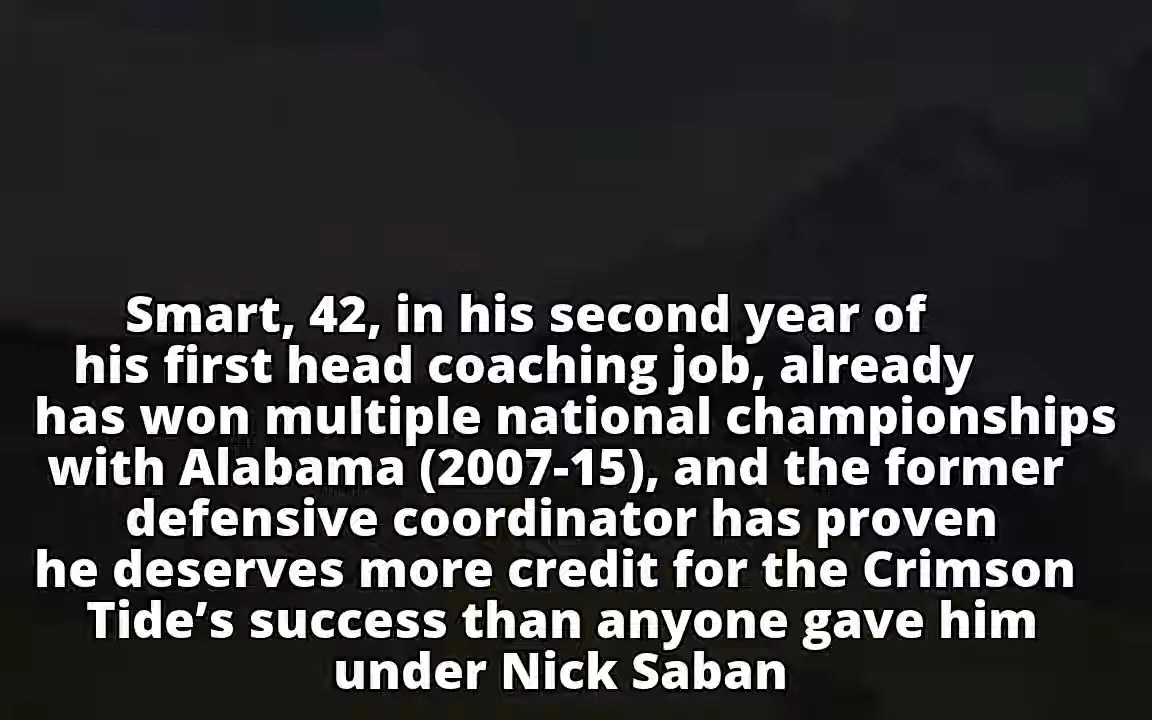 Smart, 42, in his second year of
his first head coaching job, already
has won multiple national championships
with Alabama (2007-15), and the former
defensive coordinator has proven
he deserves more credit for the Crimson
Tide’s success than anyone gave him
under Nick Saban